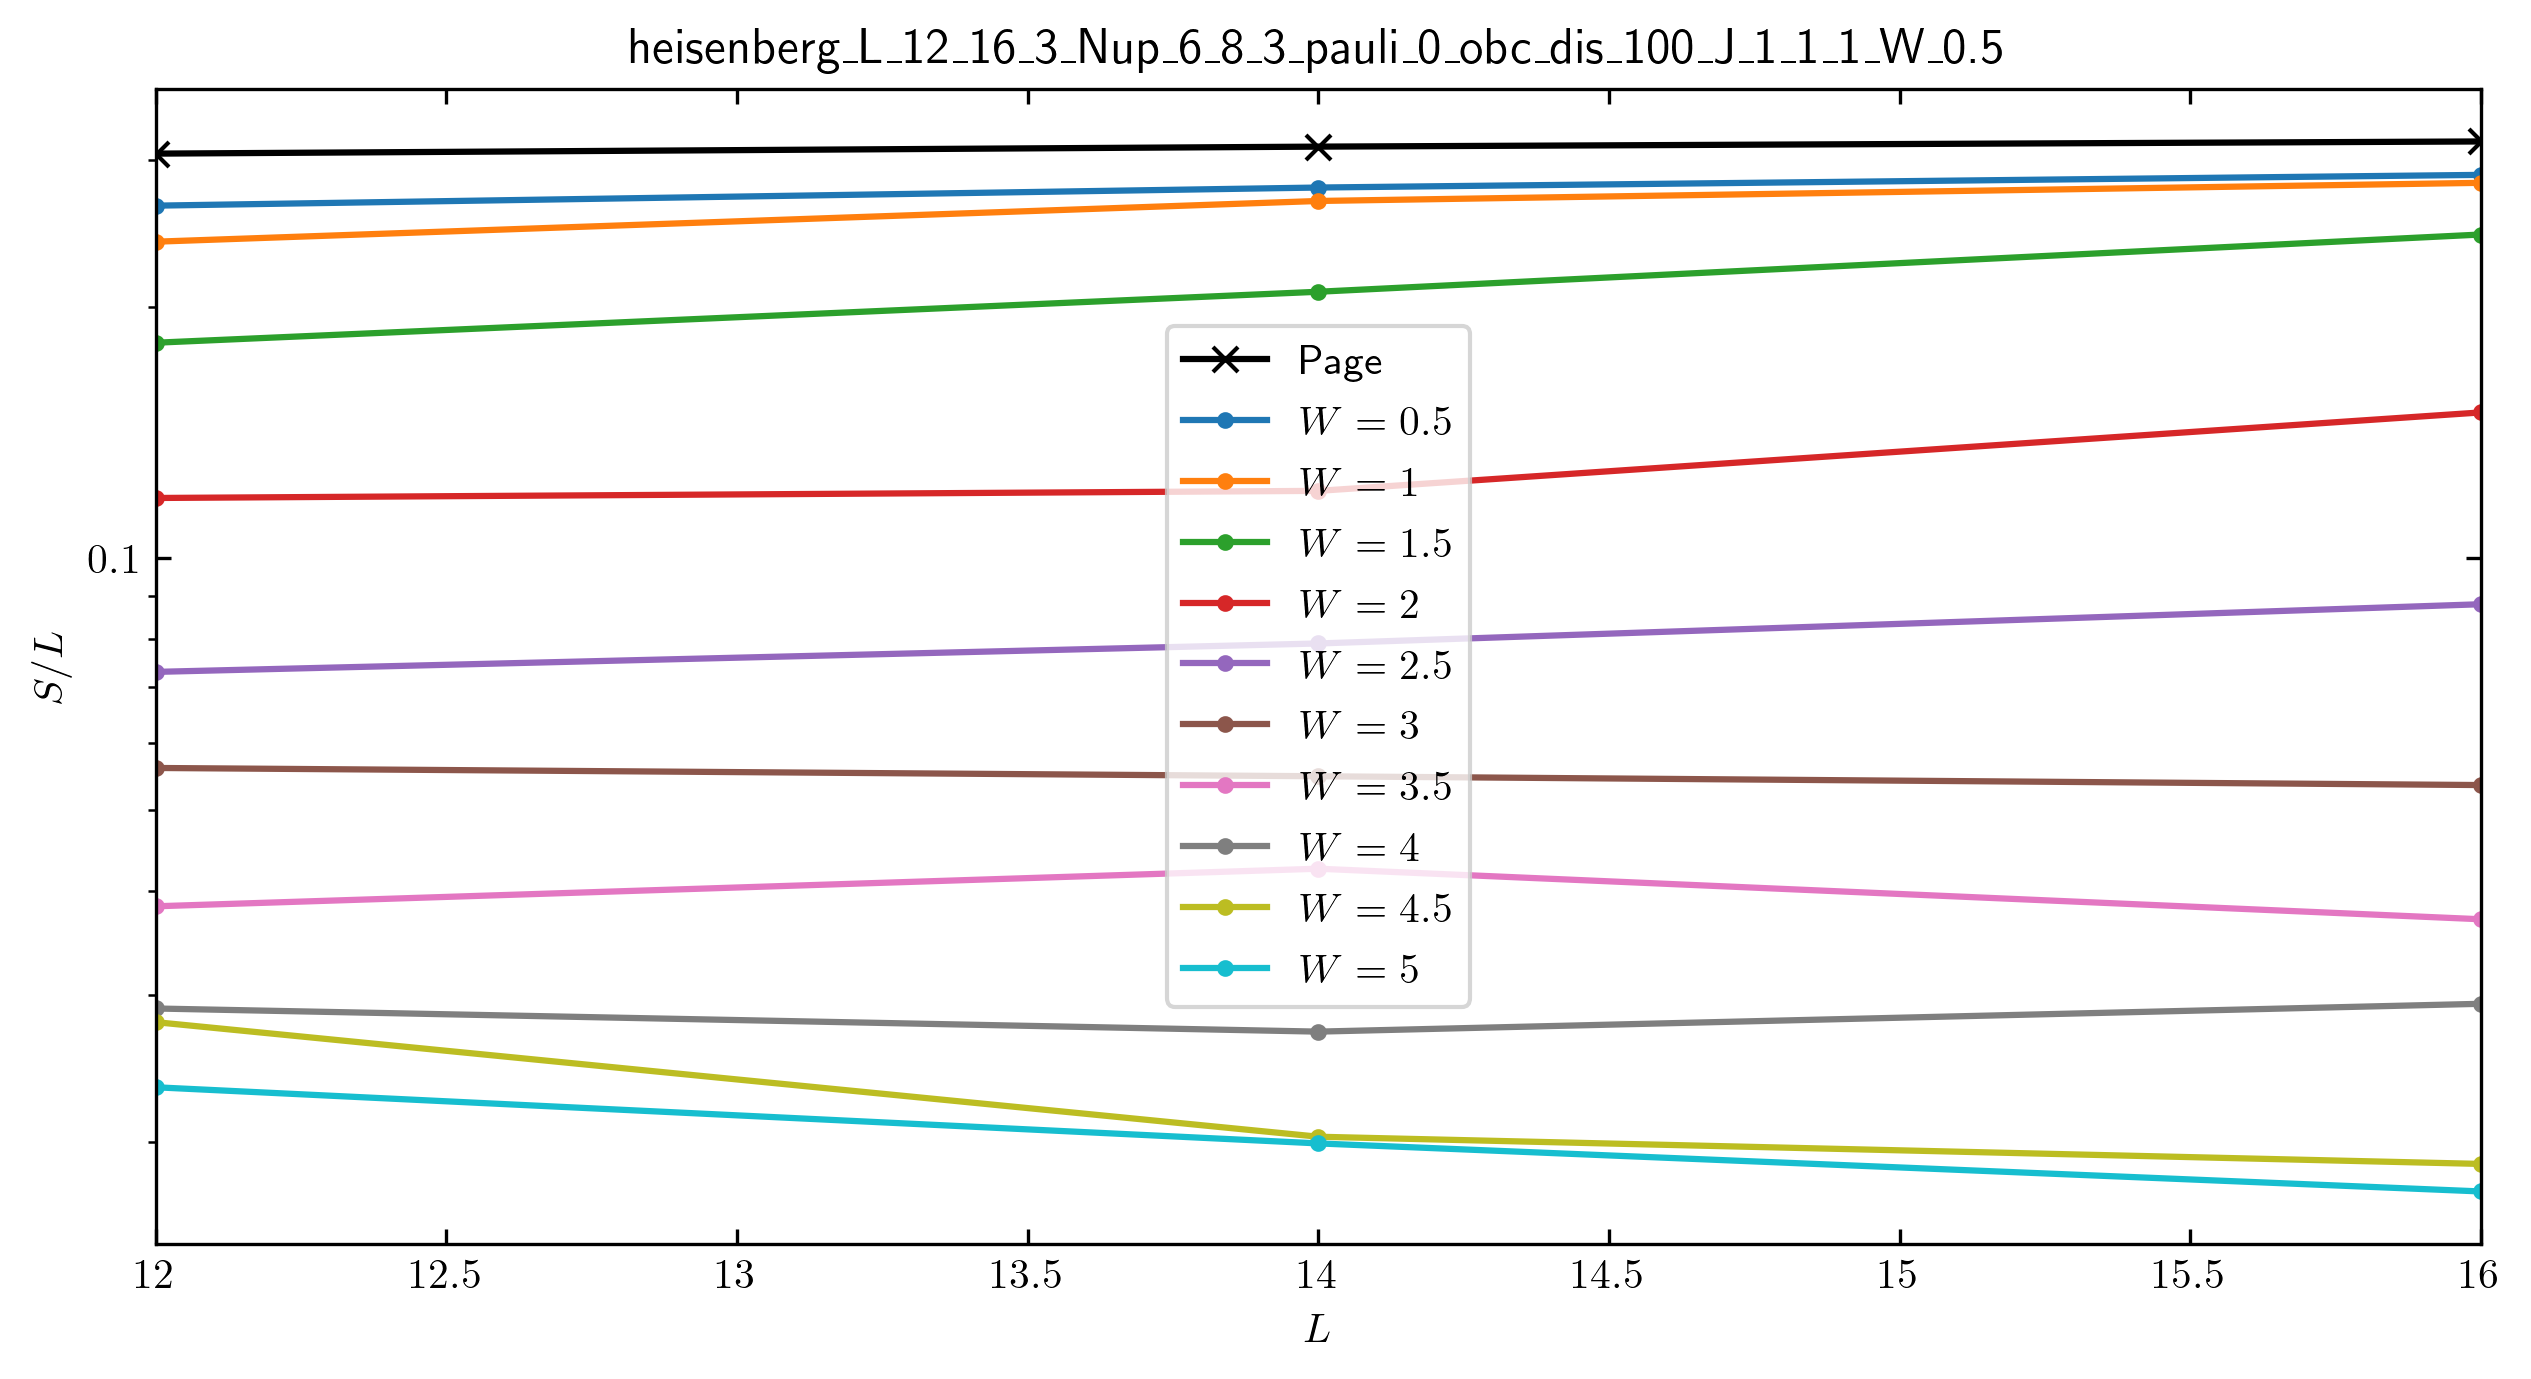 heisenberg_L_12_16_3_Nup_6_8_3_pauli_0_obc_dis_100_J_1_1_1_W_0.5
S/L
0.1
Page
W = 0.5
W = 1
W = 1.5
W = 2
W = 2.5
W = 3
W = 3.5
W = 4
W = 4.5
W = 5
12 12.5 13 13.5 14 14.5 15 15.5 16
L